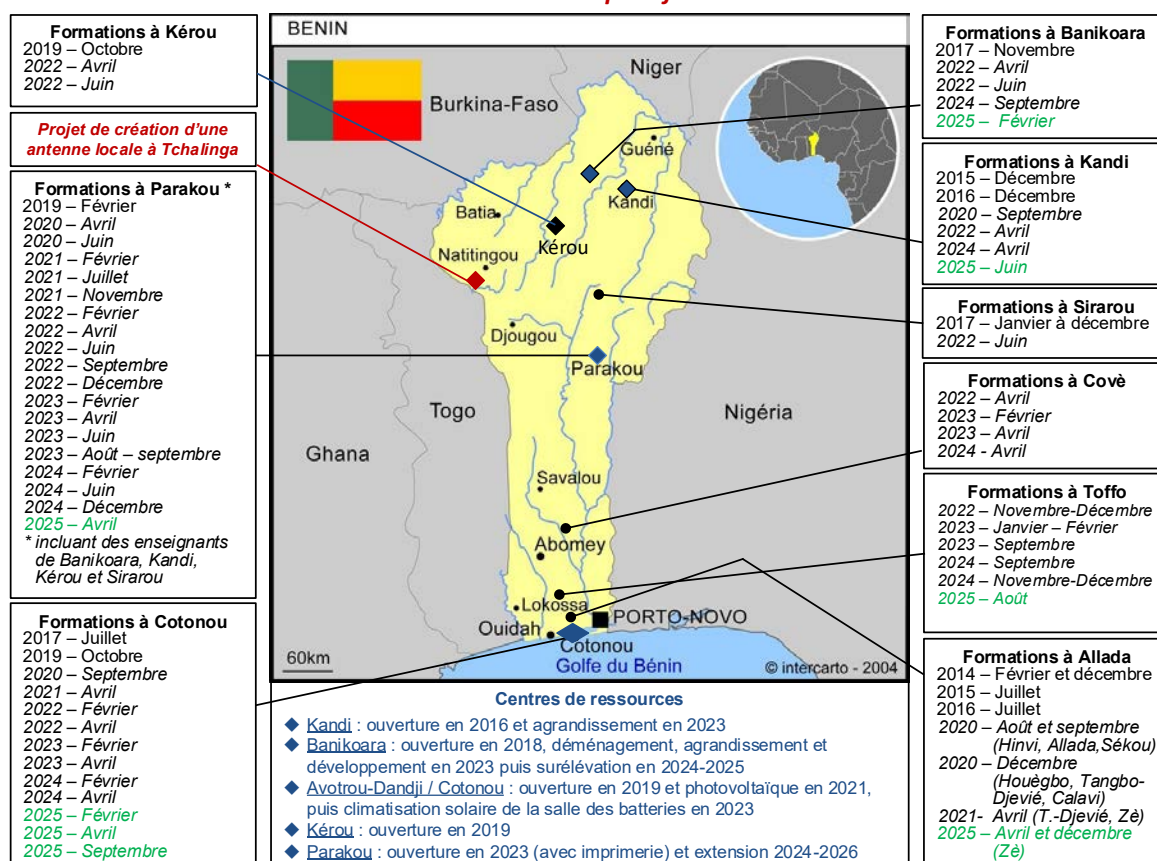 Formations à Kérou
2019 – Octobre
2022 – Avril
2022 – Juin
Projet de création d'une
antenne locale à Tchalinga
Formations à Parakou *
2019 – Février
2020 – Avril
2020 – Juin
2021 – Février
2021 – Juillet
2021 – Novembre
2022 – Février
2022 – Avril
2022 – Juin
2022 – Septembre
2022 – Décembre
2023 – Février
2023 – Avril
2023 – Juin
2023 – Août – septembre
2024 – Février
2024 – Juin
2024 – Décembre
2025 – Avril
* incluant des enseignants
de Banikoara, Kandi,
Kérou et Sirarou
Formations à Cotonou
2017 – Juillet
2019 – Octobre
2020 – Septembre
2021 – Avril
2022 – Février
2022 – Avril
2023 – Février
2023 – Avril
2024 – Février
2024 – Avril
2025 – Février
2025 – Avril
2025 – Septembre
BENIN
Niger
Burkina-Faso
Guéné
Kandi
Batia
Kérou
Natitingou
Djougou
Parakou
Togo
Nigéria
Ghana
Savalou
Abomey
Lokossa
PORTO-NOVO
Ouidah
Cotonou
60km
Golfe du Bénin
© intercarto - 2004
Centres de ressources
Kandi : ouverture en 2016 et agrandissement en 2023
Banikoara : ouverture en 2018, déménagement, agrandissement et
développement en 2023 puis surélévation en 2024-2025
Avotrou-Dandji / Cotonou : ouverture en 2019 et photovoltaïque en 2021,
puis climatisation solaire de la salle des batteries en 2023
Kérou : ouverture en 2019
Parakou : ouverture en 2023 (avec imprimerie) et extension 2024-2026
Formations à Banikoara
2017 – Novembre
2022 – Avril
2022 – Juin
2024 – Septembre
2025 – Février
Formations à Kandi
2015 – Décembre
2016 – Décembre
2020 – Septembre
2022 – Avril
2024 – Avril
2025 – Juin
Formations à Sirarou
2017 – Janvier à décembre
2022 – Juin
Formations à Covè
2022 – Avril
2023 – Février
2023 – Avril
2024 - Avril
Formations à Toffo
2022 – Novembre-Décembre
2023 – Janvier – Février
2023 – Septembre
2024 – Septembre
2024 – Novembre-Décembre
2025 – Août
Formations à Allada
2014 – Février et décembre
2015 – Juillet
2016 – Juillet
2020 – Août et septembre
(Hinvi, Allada,Sékou)
2020 – Décembre
(Houègbo, Tangbo-
Djevié, Calavi)
2021- Avril (T.-Djevié, Zè)
2025 – Avril et décembre
(Zè)